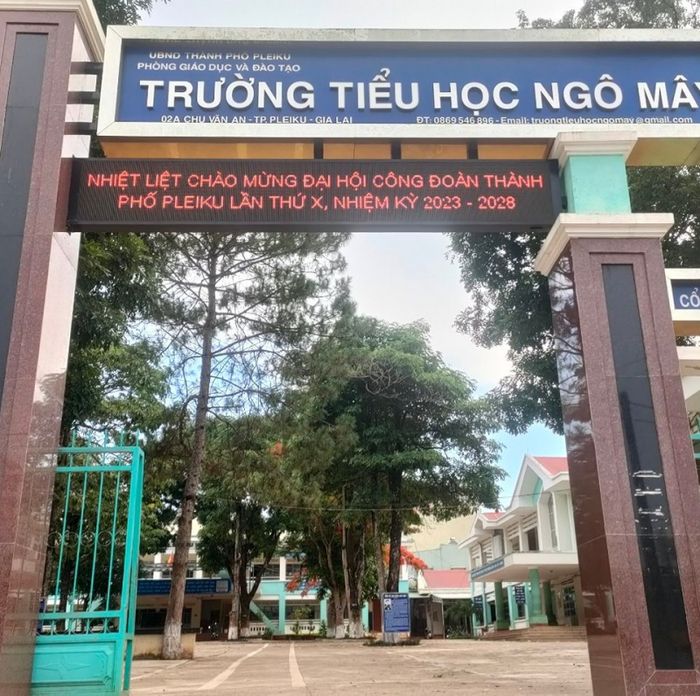 UBND THÀNH PHỐ PLEIKU
PHÒNG GIÁO DỤC VÀ ĐÀO TẠO
TRƯỜNG TIỂU HỌC NGÔ MÂY
02A CHU VĂN AN - TP. PLEIKU - GIA LAI ĐT: 0869 546 896 - Email: truongtieuhocngomay@gmail.com
NHIỆT LIỆT CHÀO MỪNG ĐẠI HỘI CÔNG ĐOÀN THÀNH
PHỐ PLEIKU LẦN THỨ X, NHIỆM KỲ 2023 - 2028
CỔ